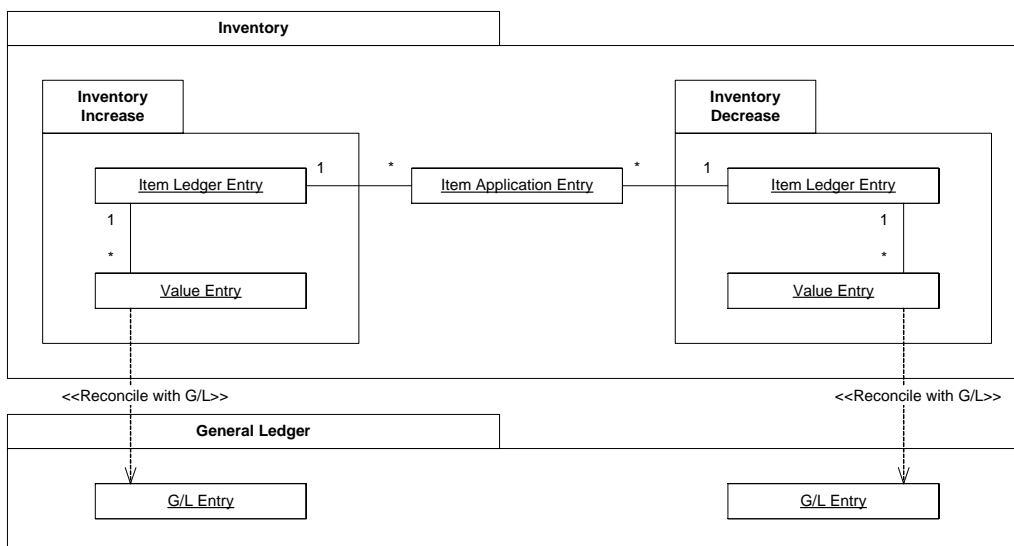 Inventory
Inventory
Increase
Inventory
Decrease
1
*
*
1
Item Ledger Entry
Item Application Entry
Item Ledger Entry
1
1
*
*
Value Entry
Value Entry
<<Reconcile with G/L>>
<<Reconcile with G/L>>
General Ledger
G/L Entry
G/L Entry